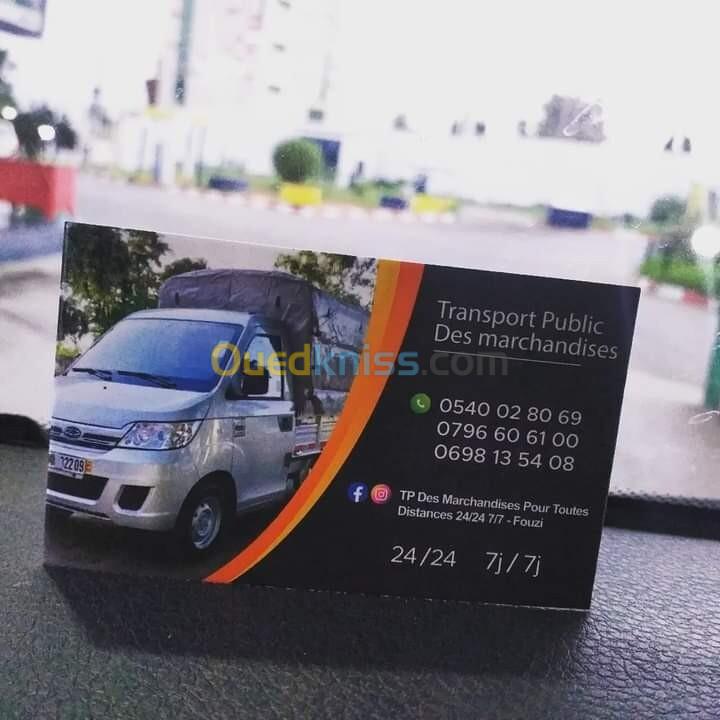 Transport Public
Des marchandises
Ouedkniss.com
0540 02 80 69
0796 60 61 00
0698 13 54 08
TP Des Marchandises Pour Toutes
Distances 24/24 7/7 - Fouzi
24/24 7j/7j